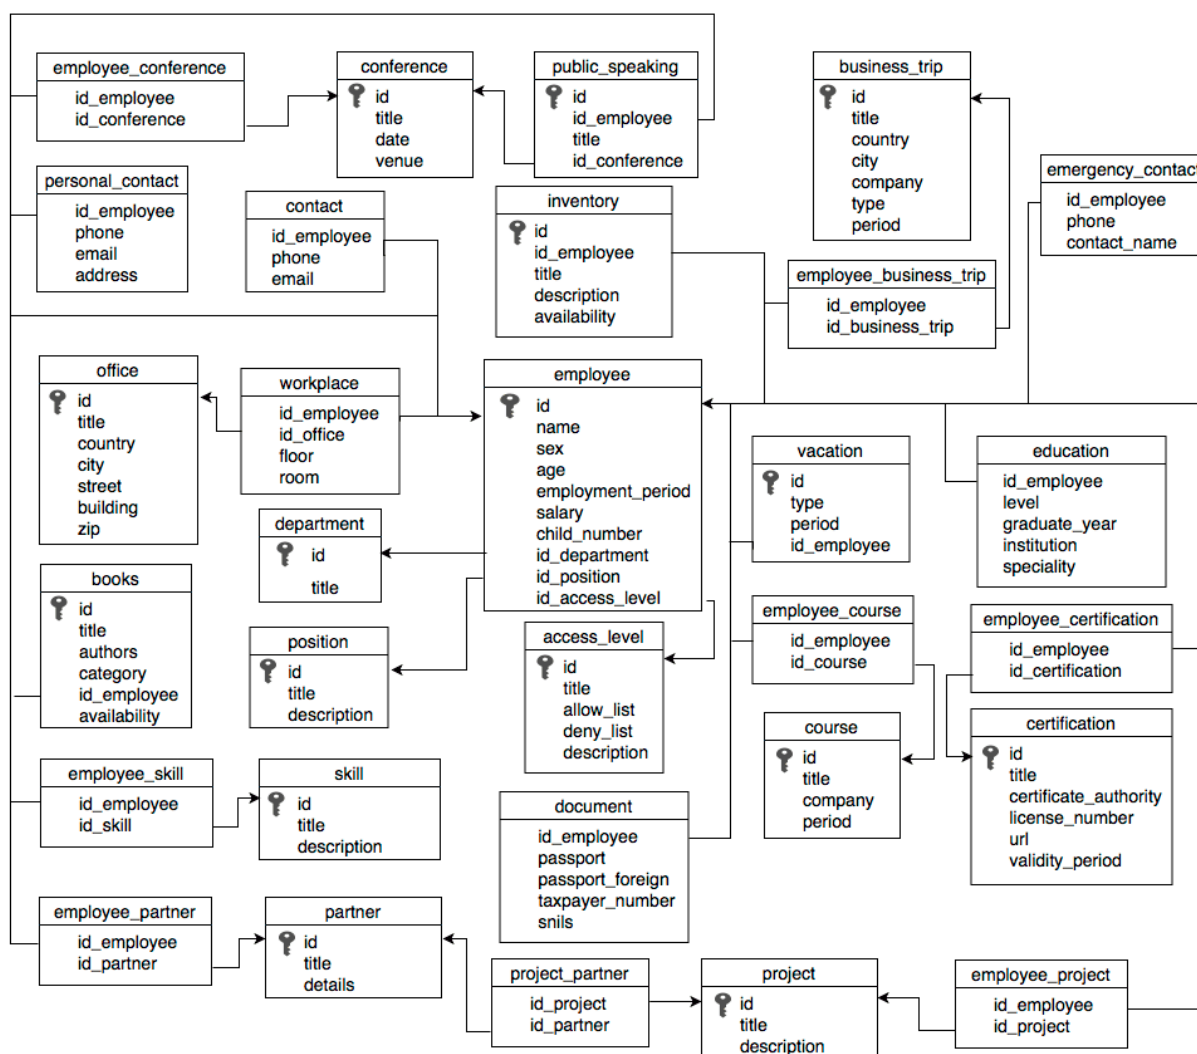 employee_conference
id_employee
id_conference
conference
id
title
date
venue
public_speaking
id
id_employee
title
id_conference
business_trip
id
title
country
city
company
type
period
emergency_contact
id_employee
phone
contact_name
personal_contact
id_employee
phone
email
address
contact
id_employee
phone
email
inventory
id
id_employee
title
description
availability
employee_business_trip
id_employee
id_business_trip
office
id
title
country
city
street
building
zip
workplace
id_employee
id_office
floor
room
employee
id
name
sex
age
employment_period
salary
child_number
id_department
id_position
id_access_level
vacation
id
type
period
id_employee
education
id_employee
level
graduate_year
institution
speciality
department
id
title
books
id
title
authors
category
id_employee
availability
position
id
title
description
access_level
id
title
allow_list
deny_list
description
employee_course
id_employee
id_course
employee_certification
id_employee
id_certification
course
id
title
company
period
certification
id
title
certificate_authority
license_number
url
validity_period
employee_skill
id_employee
id_skill
skill
id
title
description
document
id_employee
passport
passport_foreign
taxpayer_number
snils
employee_partner
id_employee
id_partner
partner
id
title
details
project_partner
id_project
id_partner
project
id
title
description
employee_project
id_employee
id_project